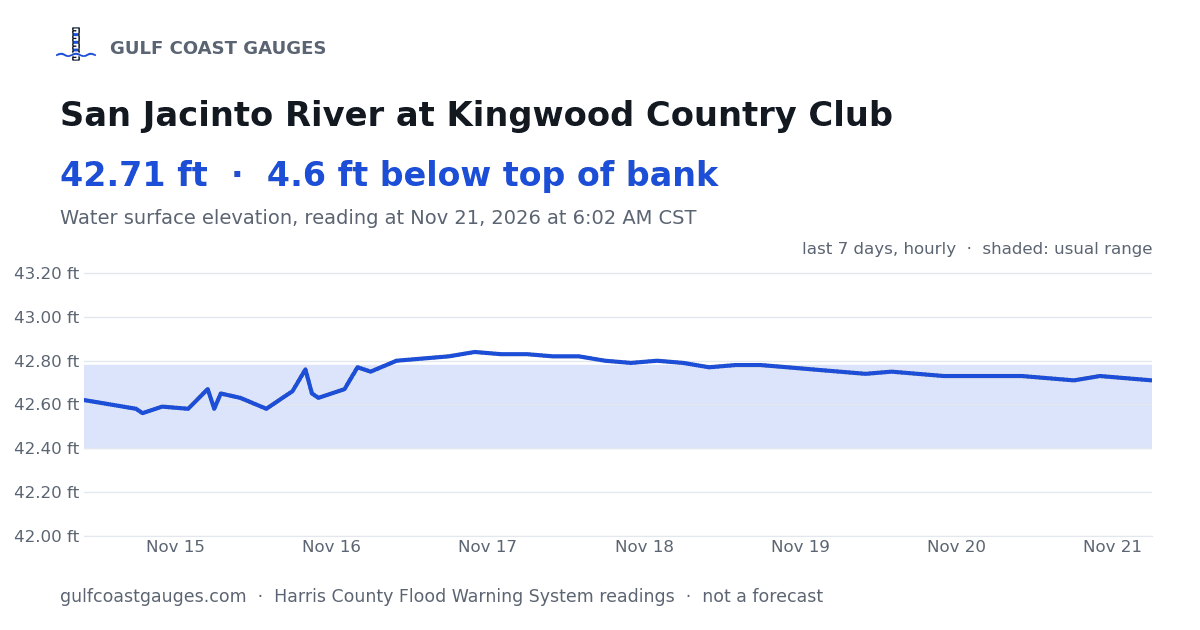 GULF COAST GAUGES
San Jacinto River at Kingwood Country Club
42.71 ft · 4.6 ft below top of bank
Water surface elevation, reading at Nov 21, 2026 at 6:02 AM CST
last 7 days, hourly · shaded: usual range
43.20 ft
43.00 ft
42.80 ft
42.60 ft
42.40 ft
42.20 ft
42.00 ft
Nov 15 Nov 16 Nov 17 Nov 18 Nov 19 Nov 20 Nov 21
gulfcoastgauges.com · Harris County Flood Warning System readings · not a forecast